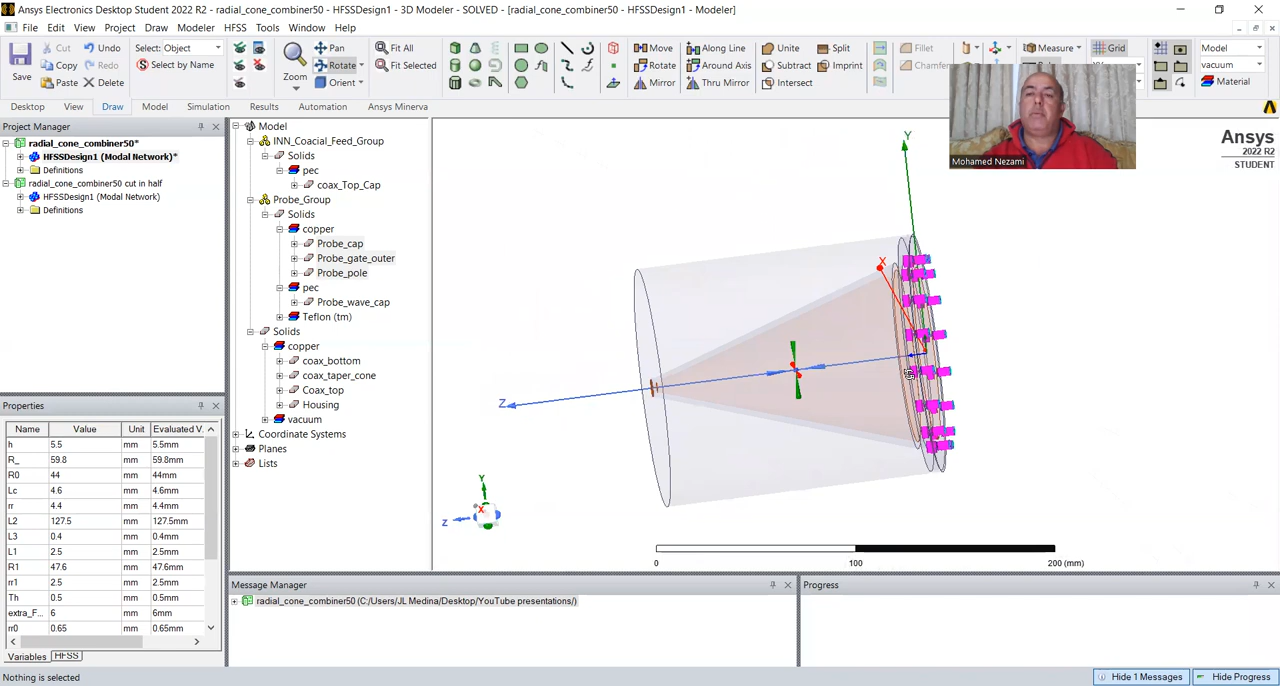 Ansys Electronics Desktop Student 2022 R2 - radial_cone_combiner50 - HFSSDesign1 - 3D Modeler - SOLVED - [radial_cone_combiner50 - HFSSDesign1 - Modeler]
File Edit View Project Draw Modeler HFSS Tools Window Help
Save
Cut
Copy
Paste
Undo
Redo
Delete
Select: Object
Select by Name
Zoom
Pan
Rotate
Orient
Fit All
Fit Selected
Move
Rotate
Mirror
Along Line
Around Axis
Thru Mirror
Unite
Subtract
Intersect
Split
Imprint
Fillet
Chamfer
Measure
Grid
Model
vacuum
Material
Desktop View Draw Model Simulation Results Automation Ansys Minerva
Project Manager
radial_cone_combiner50*
HFSSDesign1 (Modal Network)*
Definitions
radial_cone_combiner50 cut in half
HFSSDesign1 (Modal Network)
Definitions
Model
INN_Coacial_Feed_Group
Solids
pec
coax_Top_Cap
Probe_Group
Solids
copper
Probe_cap
Probe_gate_outer
Probe_pole
pec
Probe_wave_cap
Teflon (tm)
Solids
copper
coax_bottom
coax_taper_cone
Coax_top
Housing
vacuum
Coordinate Systems
Planes
Lists
Mohamed Nezami
Ansys
2022 R2
STUDENT
Y
X
Z
Y
X
Z
0 100 200 (mm)
Properties
Name Value Unit Evaluated V.
h 5.5 mm 5.5mm
R_ 59.8 mm 59.8mm
R0 44 mm 44mm
Lc 4.6 mm 4.6mm
rr 4.4 mm 4.4mm
L2 127.5 mm 127.5mm
L3 0.4 mm 0.4mm
L1 2.5 mm 2.5mm
R1 47.6 mm 47.6mm
rr1 2.5 mm 2.5mm
Th 0.5 mm 0.5mm
extra_F... 6 mm 6mm
rr0 0.65 mm 0.65mm
Variables HFSS
Message Manager
radial_cone_combiner50 (C:/Users/JL Medina/Desktop/YouTube presentations/)
Progress
Nothing is selected
Hide 1 Messages
Hide Progress